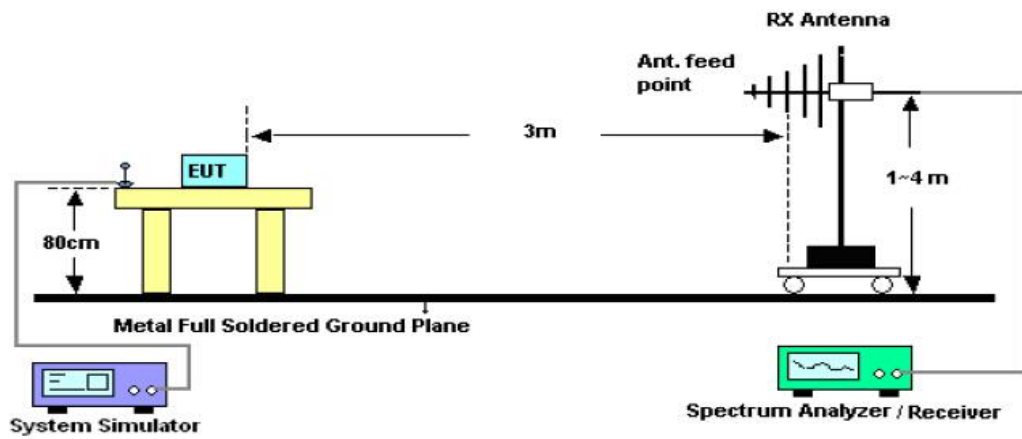 RX Antenna
Ant. feed
point
3m
EUT
1~4 m
80cm
Metal Full Soldered Ground Plane
System Simulator
Spectrum Analyzer / Receiver